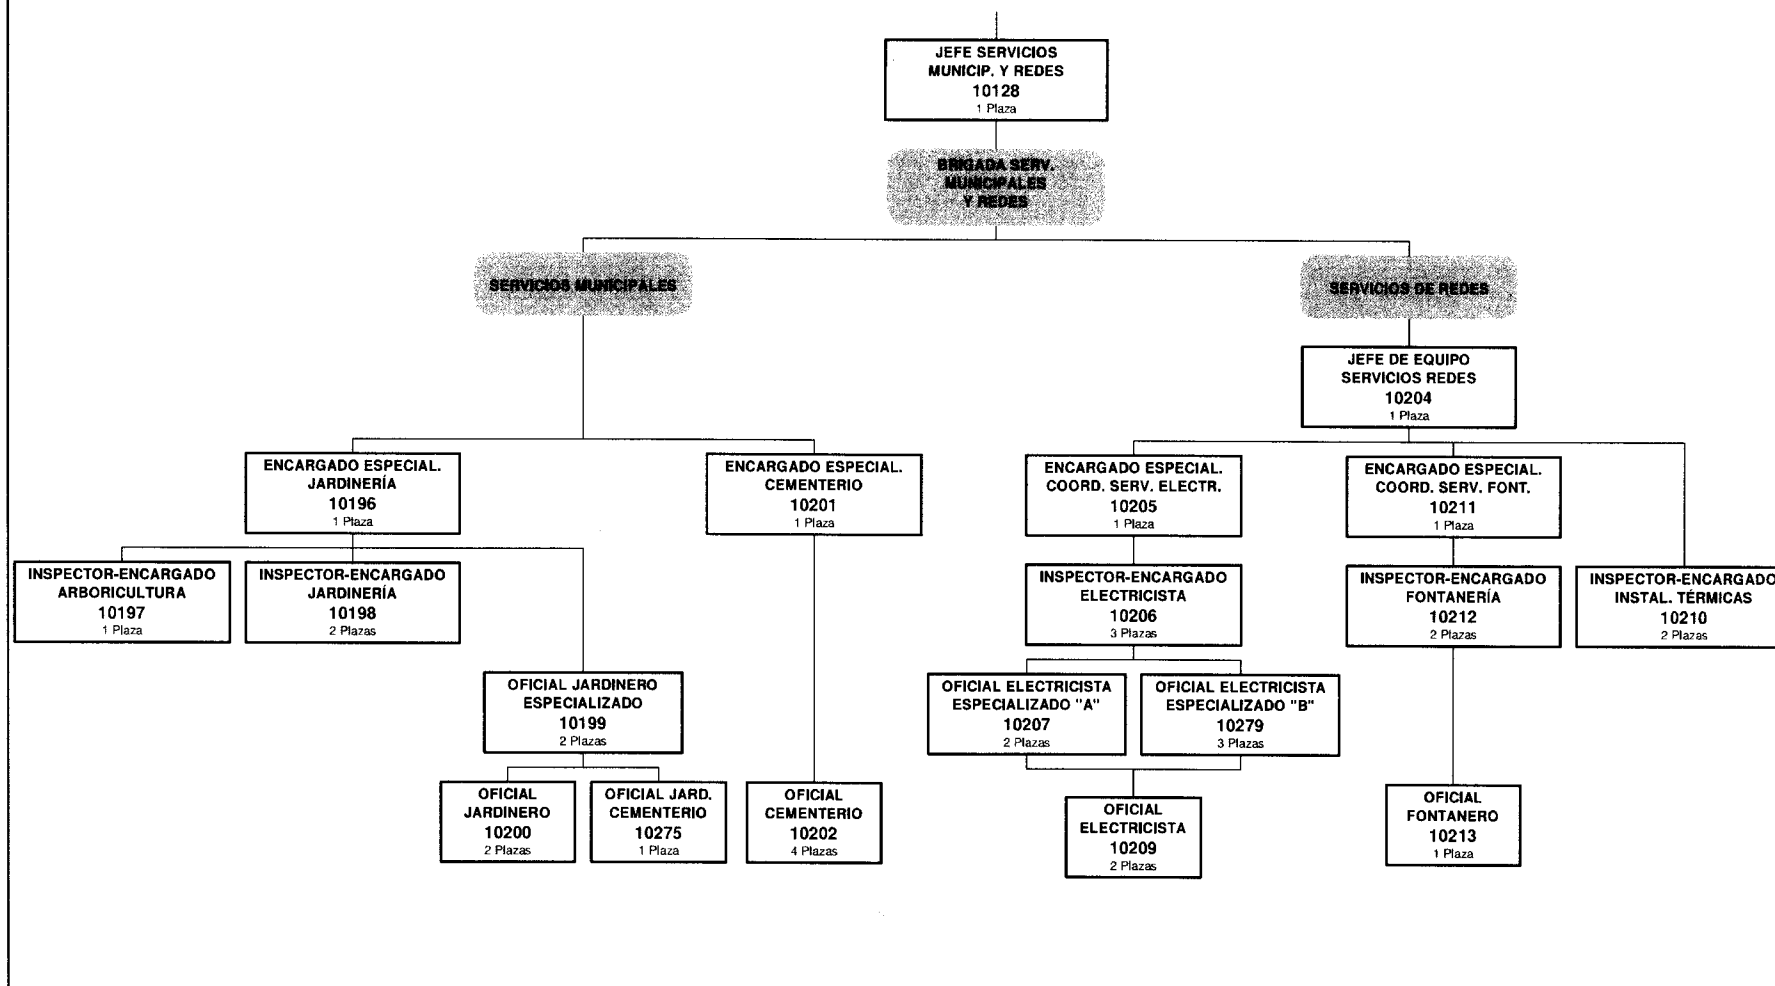 JEFE SERVICIOS
MUNICIP. Y REDES
10128
1 Plaza
BRIGADA SERV.
MUNICIPALES
Y REDES
SERVICIOS MUNICIPALES
SERVICIOS DE REDES
JEFE DE EQUIPO
SERVICIOS REDES
10204
1 Plaza
ENCARGADO ESPECIAL.
JARDINERÍA
10196
1 Plaza
ENCARGADO ESPECIAL.
CEMENTERIO
10201
1 Plaza
ENCARGADO ESPECIAL.
COORD. SERV. ELECTR.
10205
1 Plaza
ENCARGADO ESPECIAL.
COORD. SERV. FONT.
10211
1 Plaza
INSPECTOR-ENCARGADO
ARBORICULTURA
10197
1 Plaza
INSPECTOR-ENCARGADO
JARDINERÍA
10198
2 Plazas
INSPECTOR-ENCARGADO
ELECTRICISTA
10206
3 Plazas
INSPECTOR-ENCARGADO
FONTANERÍA
10212
2 Plazas
INSPECTOR-ENCARGADO
INSTAL. TÉRMICAS
10210
2 Plazas
OFICIAL JARDINERO
ESPECIALIZADO
10199
2 Plazas
OFICIAL ELECTRICISTA
ESPECIALIZADO "A"
10207
2 Plazas
OFICIAL ELECTRICISTA
ESPECIALIZADO "B"
10279
3 Plazas
OFICIAL
JARDINERO
10200
2 Plazas
OFICIAL JARD.
CEMENTERIO
10275
1 Plaza
OFICIAL
CEMENTERIO
10202
4 Plazas
OFICIAL
ELECTRICISTA
10209
2 Plazas
OFICIAL
FONTANERO
10213
1 Plaza